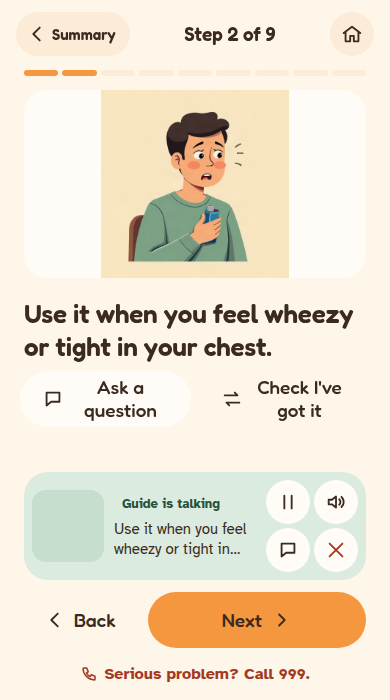 Summary
Step 2 of 9
Use it when you feel wheezy
or tight in your chest.
Ask a
question
Check I've
got it
Guide is talking
Use it when you feel
wheezy or tight in...
Back
Next
Serious problem? Call 999.